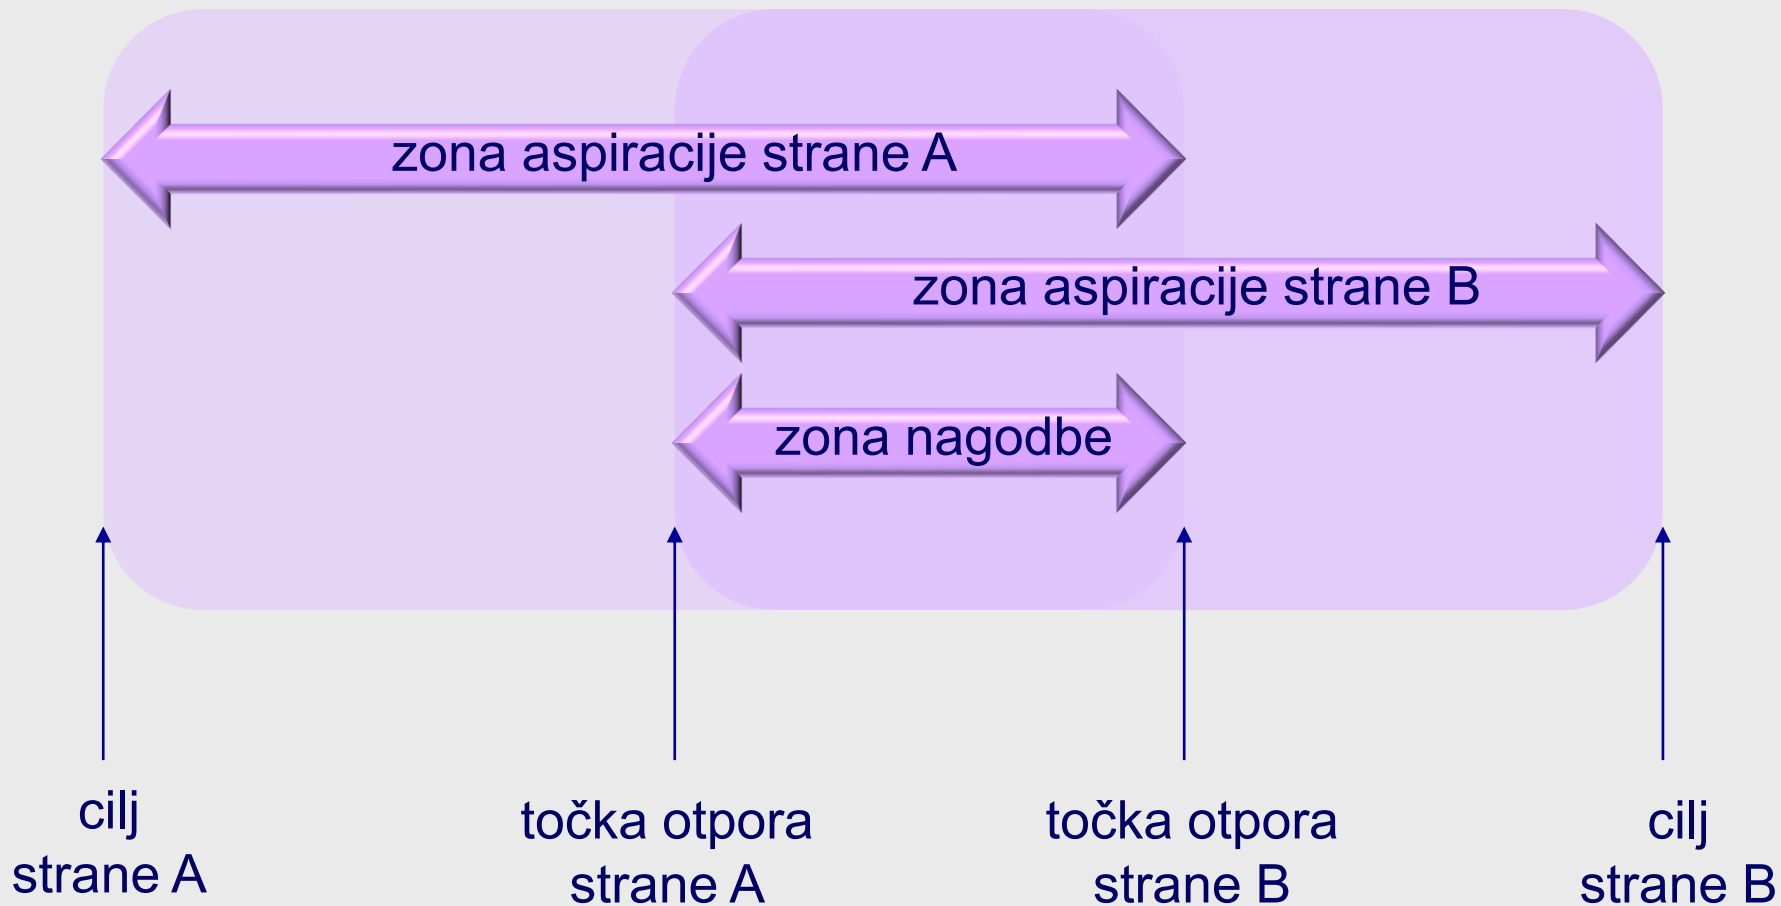 zona aspiracije strane A
zona aspiracije strane B
zona nagodbe
cilj
strane A
točka otpora
strane A
točka otpora
strane B
cilj
strane B